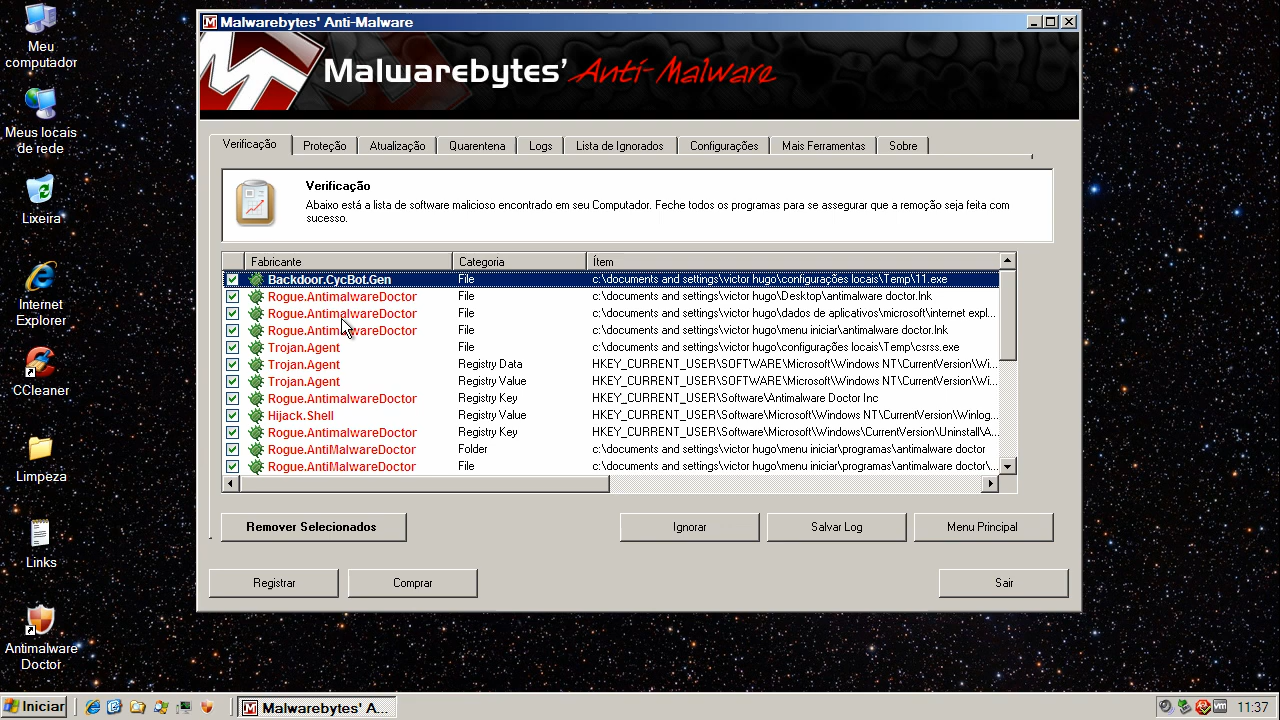 Malwarebytes' Anti-Malware
Malwarebytes' Anti-Malware
Meu
computador
Meus locais
de rede
Lixeira
Internet
Explorer
CCleaner
Limpeza
Links
Antimalware
Doctor
Verificação Proteção Atualização Quarentena Logs Lista de Ignorados Configurações Mais Ferramentas Sobre
Verificação
Abaixo está a lista de software malicioso encontrado em seu Computador. Feche todos os programas para se assegurar que a remoção seja feita com
sucesso.
Fabricante Categoria Ítem
Backdoor.CycBot.Gen File c:\documents and settings\victor hugo\configurações locais\Temp\11.exe
Rogue.AntimalwareDoctor File c:\documents and settings\victor hugo\Desktop\antimalware doctor.lnk
Rogue.AntimalwareDoctor File c:\documents and settings\victor hugo\dados de aplicativos\microsoft\internet expl...
Rogue.AntimalwareDoctor File c:\documents and settings\victor hugo\menu iniciar\antimalware doctor.lnk
Trojan.Agent File c:\documents and settings\victor hugo\configurações locais\Temp\csrss.exe
Trojan.Agent Registry Data HKEY_CURRENT_USER\SOFTWARE\Microsoft\Windows NT\CurrentVersion\Wi...
Trojan.Agent Registry Value HKEY_CURRENT_USER\SOFTWARE\Microsoft\Windows NT\CurrentVersion\Wi...
Rogue.AntimalwareDoctor Registry Key HKEY_CURRENT_USER\Software\Antimalware Doctor Inc
Hijack.Shell Registry Value HKEY_CURRENT_USER\Software\Microsoft\Windows NT\CurrentVersion\Winlog...
Rogue.AntimalwareDoctor Registry Key HKEY_CURRENT_USER\Software\Microsoft\Windows\CurrentVersion\Uninstall\A...
Rogue.AntiMalwareDoctor Folder c:\documents and settings\victor hugo\menu iniciar\programas\antimalware doctor
Rogue.AntiMalwareDoctor File c:\documents and settings\victor hugo\menu iniciar\programas\antimalware doctor\...
Remover Selecionados Ignorar Salvar Log Menu Principal
Registrar Comprar Sair
Iniciar Malwarebytes' A... vm 11:37